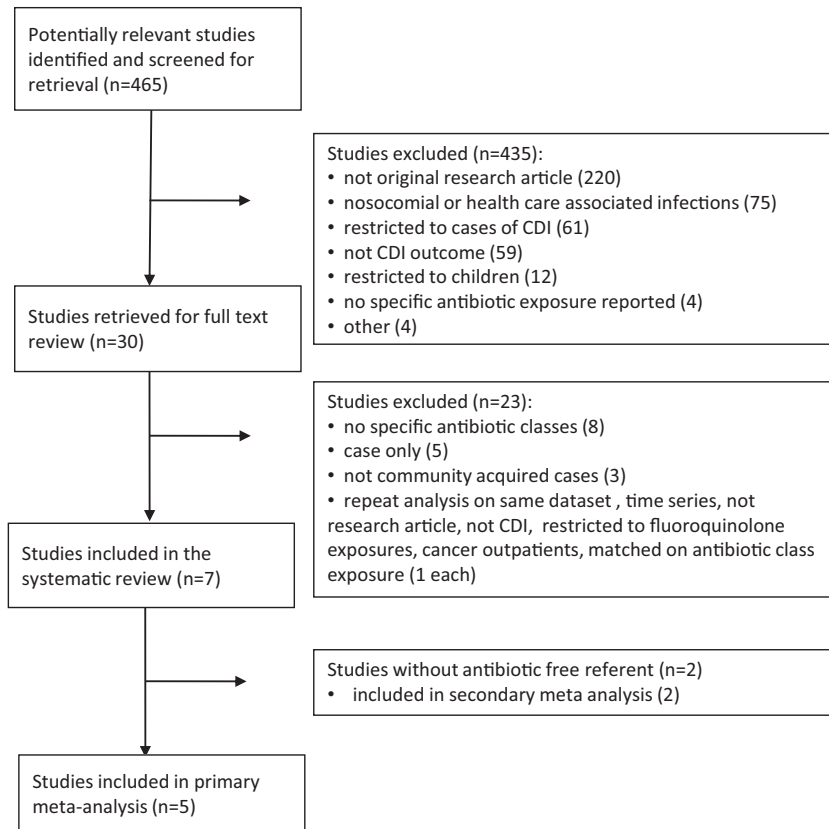 Potentially relevant studies
identified and screened for
retrieval (n=465)
Studies excluded (n=435):
• not original research article (220)
• nosocomial or health care associated infections (75)
• restricted to cases of CDI (61)
• not CDI outcome (59)
• restricted to children (12)
• no specific antibiotic exposure reported (4)
• other (4)
Studies retrieved for full text
review (n=30)
Studies excluded (n=23):
• no specific antibiotic classes (8)
• case only (5)
• not community acquired cases (3)
• repeat analysis on same dataset , time series, not
research article, not CDI, restricted to fluoroquinolone
exposures, cancer outpatients, matched on antibiotic class
exposure (1 each)
Studies included in the
systematic review (n=7)
Studies without antibiotic free referent (n=2)
• included in secondary meta analysis (2)
Studies included in primary
meta-analysis (n=5)